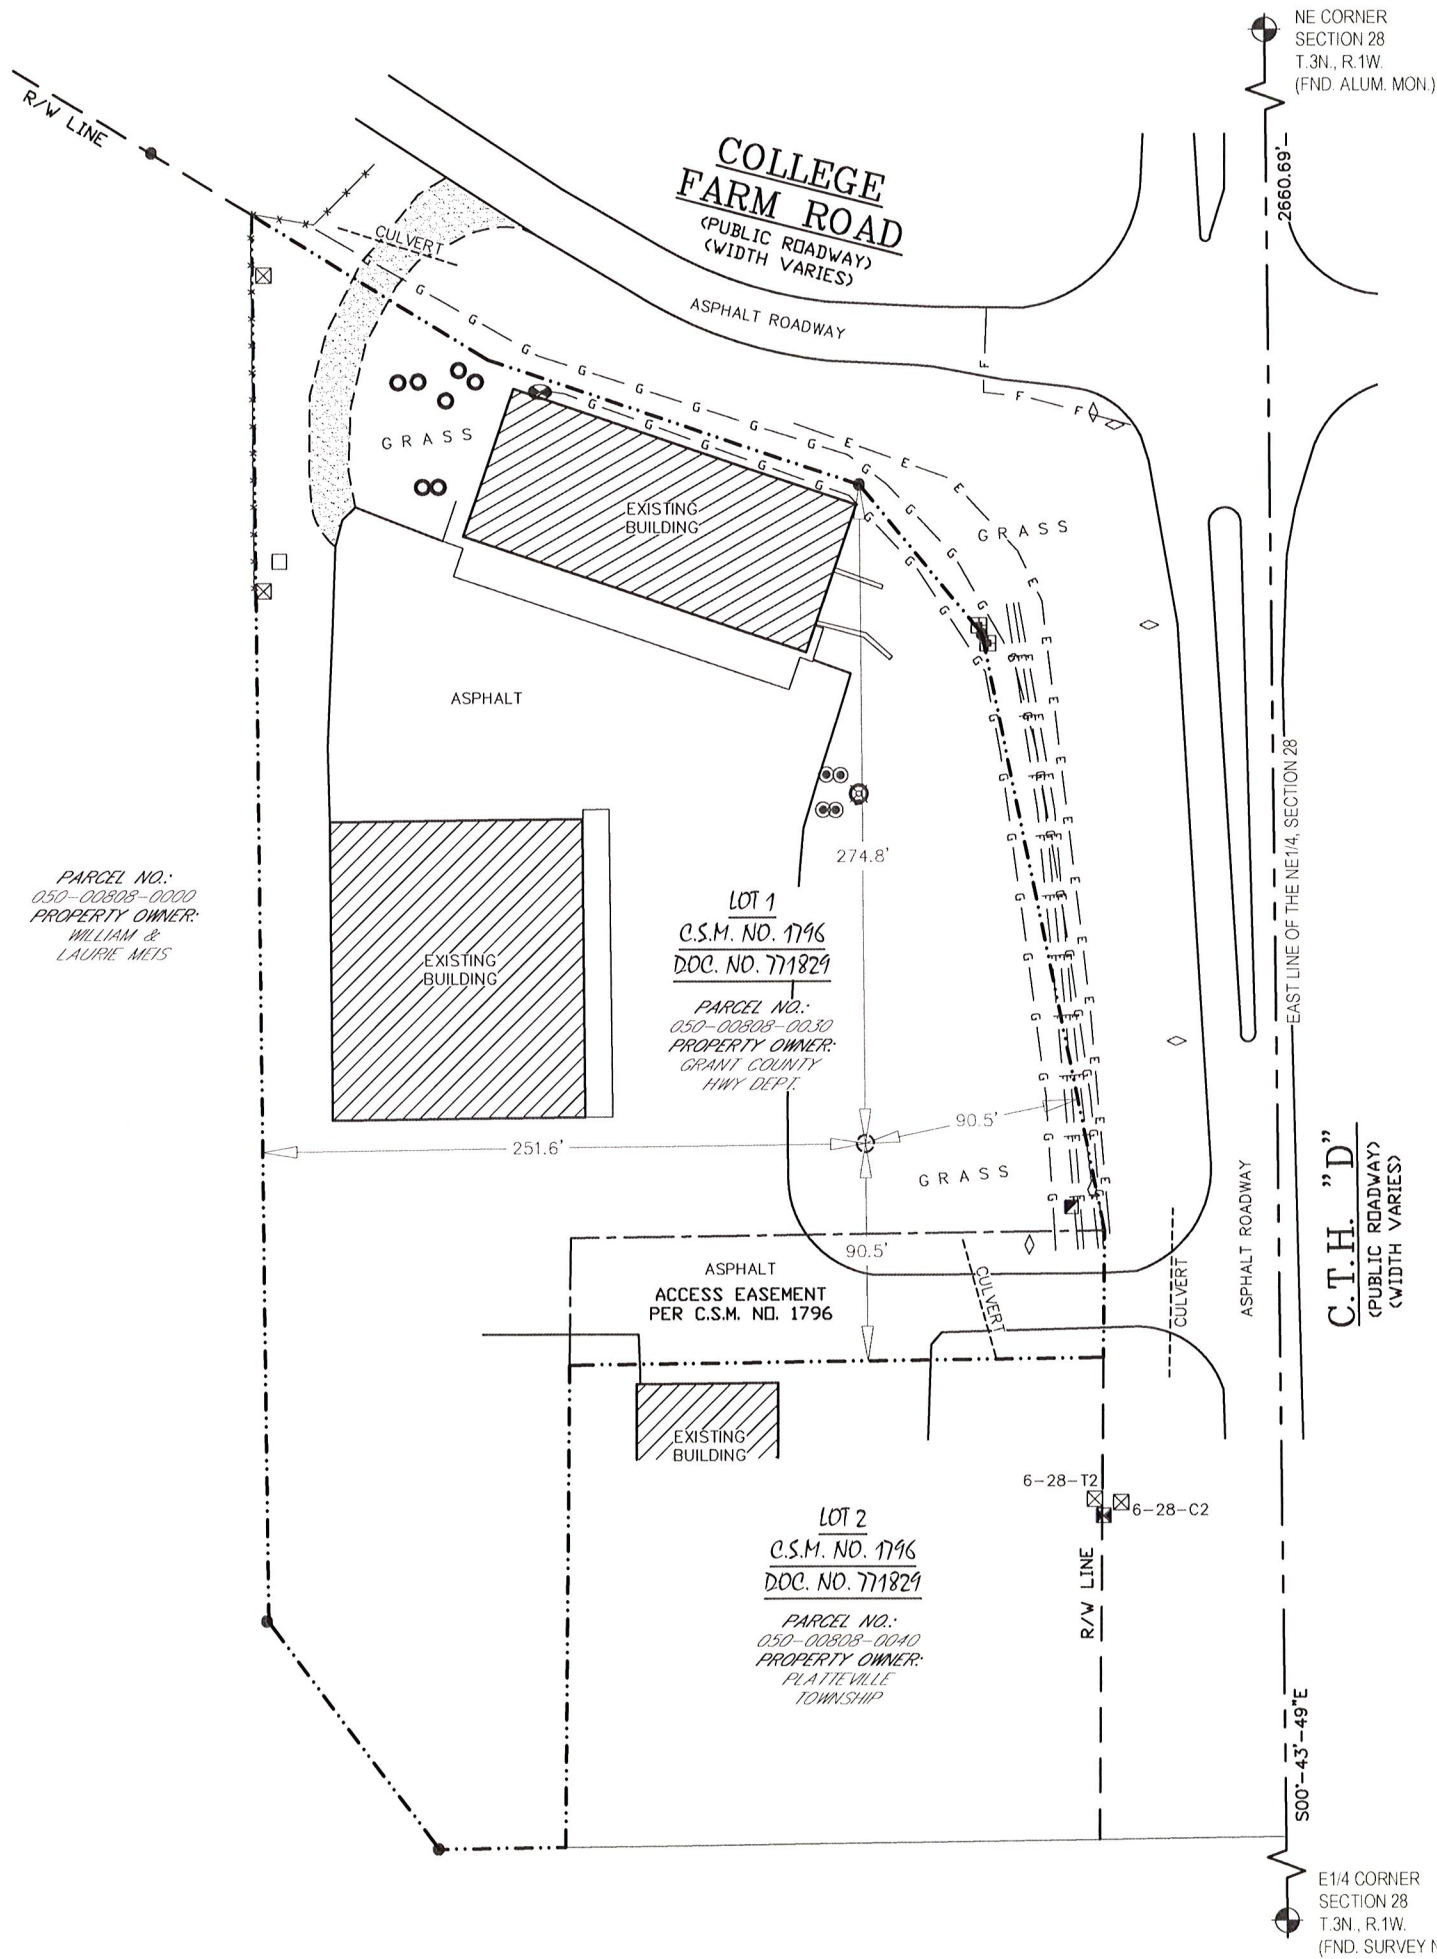 NE CORNER
SECTION 28
T.3N., R.1W.
(FND. ALUM. MON.)
R/W LINE
2660.69'
COLLEGE
FARM ROAD
(PUBLIC ROADWAY)
(WIDTH VARIES)
CULVERT
ASPHALT ROADWAY
GRASS
EXISTING
BUILDING
GRASS
ASPHALT
EAST LINE OF THE NE1/4, SECTION 28
274.8'
PARCEL NO.:
050-00808-0000
PROPERTY OWNER:
WILLIAM &
LAURIE MEIS
LOT 1
C.S.M. NO. 1796
DOC. NO. 771829
EXISTING
BUILDING
PARCEL NO.:
050-00808-0030
PROPERTY OWNER:
GRANT COUNTY
HWY DEPT.
90.5'
251.6'
GRASS
C.T.H. "D"
(PUBLIC ROADWAY)
(WIDTH VARIES)
ASPHALT ROADWAY
90.5'
ASPHALT
ACCESS EASEMENT
PER C.S.M. NO. 1796
CULVERT
CULVERT
EXISTING
BUILDING
6-28-T2
6-28-C2
LOT 2
C.S.M. NO. 1796
DOC. NO. 771829
R/W LINE
PARCEL NO.:
050-00808-0040
PROPERTY OWNER:
PLATTEVILLE
TOWNSHIP
S00°-43'-49"E
E1/4 CORNER
SECTION 28
T.3N., R.1W.
(FND. SURVEY